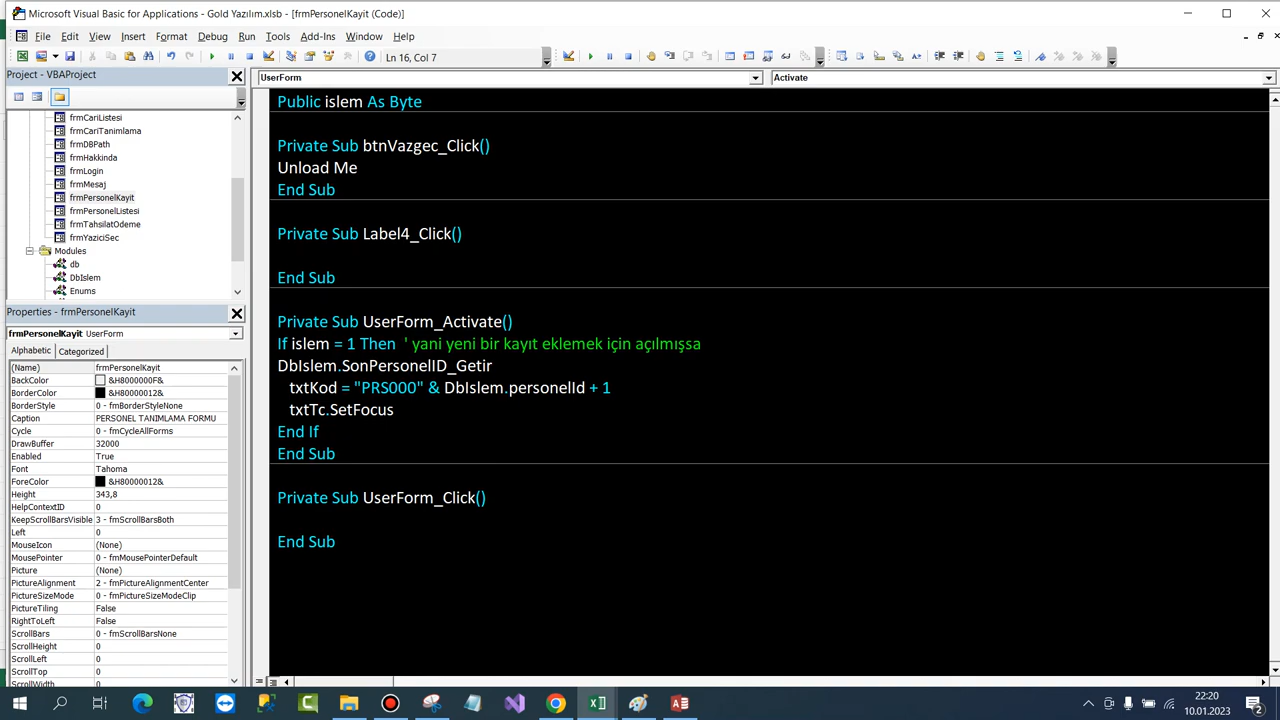 Microsoft Visual Basic for Applications - Gold Yazılım.xlsb - [frmPersonelKayit (Code)]
File Edit View Insert Format Debug Run Tools Add-Ins Window Help
Ln 16, Col 7
Project - VBAProject
UserForm
Activate
frmCariListesi
frmCariTanimlama
frmDBPath
frmHakkinda
frmLogin
frmMesaj
frmPersonelKayit
frmPersonelListesi
frmTahsilatOdeme
frmYaziciSec
Modules
db
DbIslem
Enums
Properties - frmPersonelKayit
frmPersonelKayit UserForm
Alphabetic Categorized
(Name) frmPersonelKayit
BackColor &H8000000F&
BorderColor &H80000012&
BorderStyle 0 - fmBorderStyleNone
Caption PERSONEL TANIMLAMA FORMU
Cycle 0 - fmCycleAllForms
DrawBuffer 32000
Enabled True
Font Tahoma
ForeColor &H80000012&
Height 343,8
HelpContextID 0
KeepScrollBarsVisible 3 - fmScrollBarsBoth
Left 0
MouseIcon (None)
MousePointer 0 - fmMousePointerDefault
Picture (None)
PictureAlignment 2 - fmPictureAlignmentCenter
PictureSizeMode 0 - fmPictureSizeModeClip
PictureTiling False
RightToLeft False
ScrollBars 0 - fmScrollBarsNone
ScrollHeight 0
ScrollLeft 0
ScrollTop 0
ScrollWidth 0
Public islem As Byte
Private Sub btnVazgec_Click()
Unload Me
End Sub
Private Sub Label4_Click()
End Sub
Private Sub UserForm_Activate()
If islem = 1 Then ' yani yeni bir kayıt eklemek için açılmışsa
DbIslem.SonPersonelID_Getir
txtKod = "PRS000" & DbIslem.personelId + 1
txtTc.SetFocus
End If
End Sub
Private Sub UserForm_Click()
End Sub
22:20
10.01.2023
2